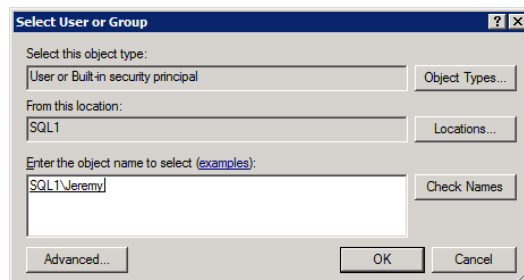 Select User or Group
Select this object type:
User or Built-in security principal
Object Types...
From this location:
SQL1
Locations...
Enter the object name to select (examples):
SQL1\Jeremy
Check Names
Advanced...
OK
Cancel